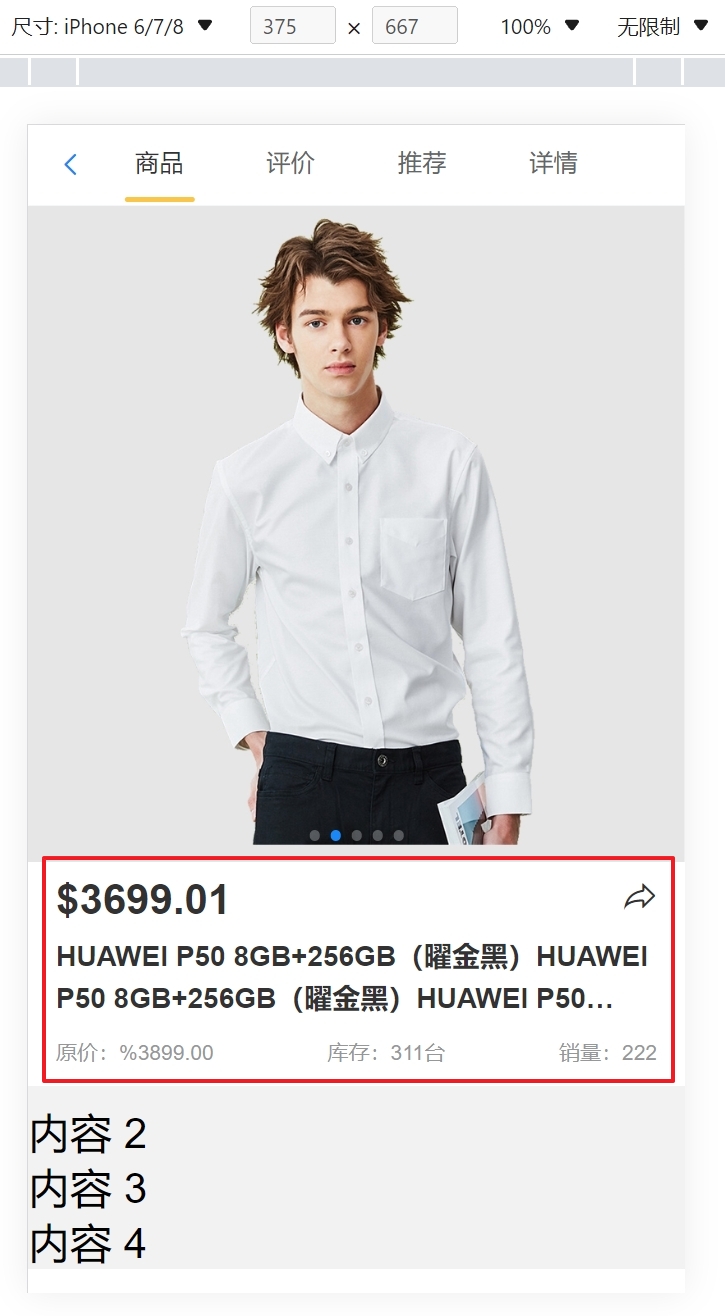 尺寸: iPhone 6/7/8 375 × 667 100% 无限制
商品 评价 推荐 详情
$3699.01
HUAWEI P50 8GB+256GB（曜金黑）HUAWEI
P50 8GB+256GB（曜金黑）HUAWEI P50...
原价：%3899.00 库存：311台 销量：222
内容 2
内容 3
内容 4